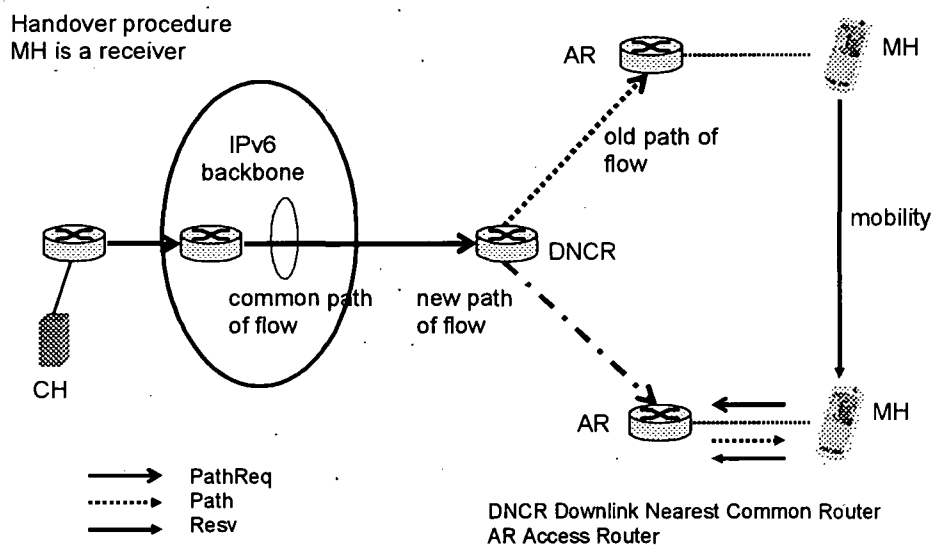 Handover procedure
MH is a receiver
AR
MH
old path of
flow
IPv6
backbone
mobility
DNCR
common path
of flow
new path
of flow
CH
AR
MH
PathReq
Path
Resv
DNCR Downlink Nearest Common Router
AR Access Router